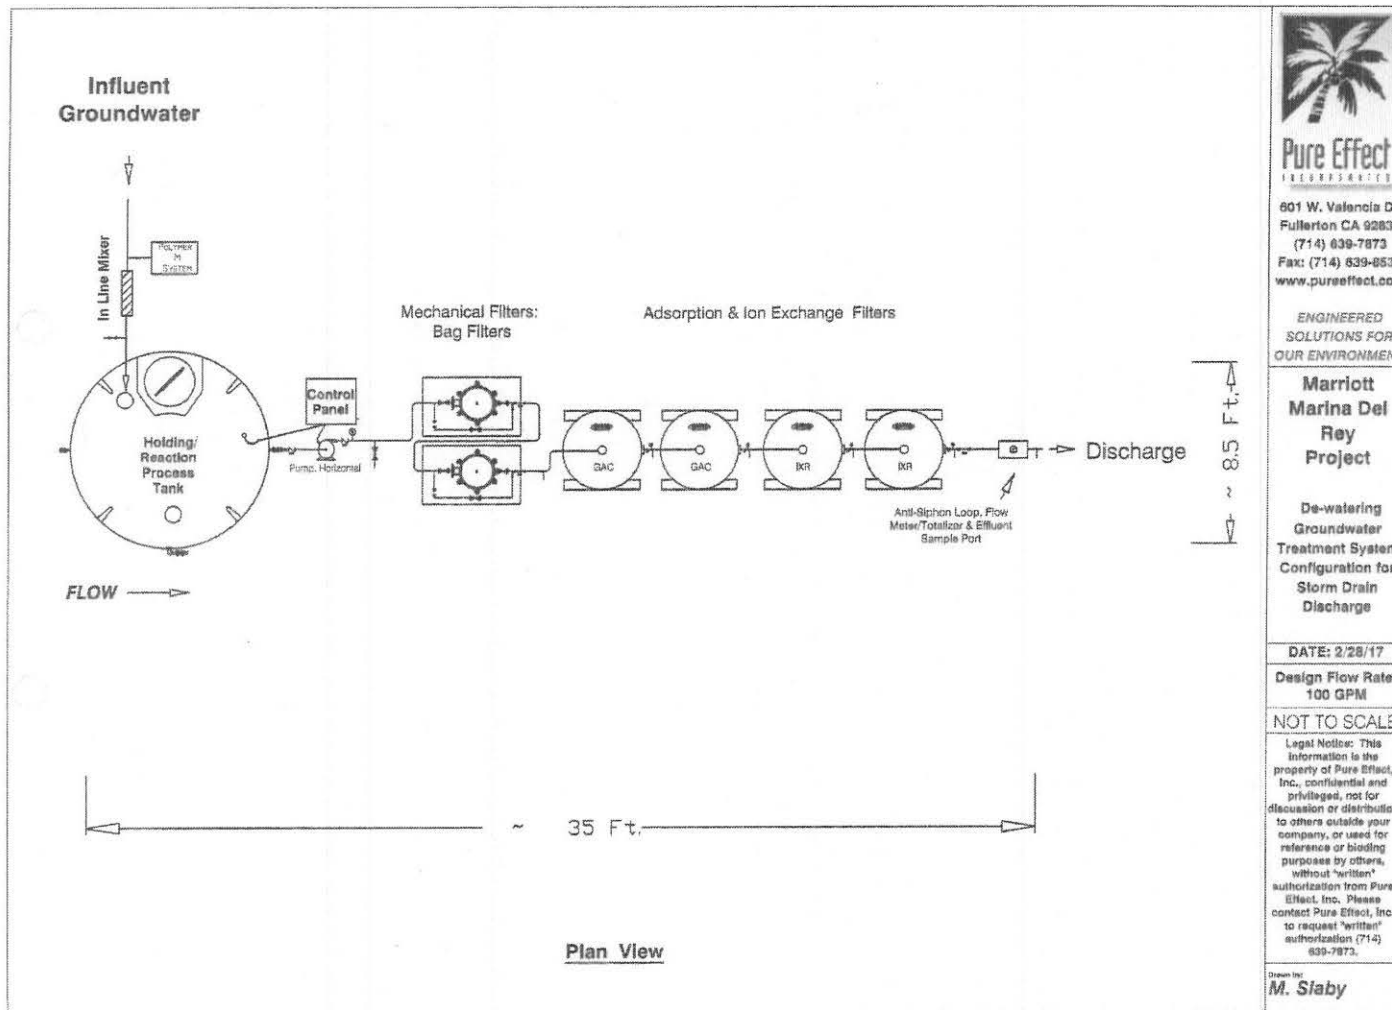 Influent
Groundwater
In Line Mixer
POLYMER
M
SYSTEM
Mechanical Filters:
Bag Filters
Adsorption & Ion Exchange Filters
Control
Panel
Holding/
Reaction
Process
Tank
Pump, Horizontal
GAC
GAC
IXR
IXR
Discharge
Anti-Siphon Loop, Flow
Meter/Totalizer & Effluent
Sample Port
~ 8.5 Ft.
FLOW
~ 35 Ft.
Plan View
Pure Effect
INCORPORATED
601 W. Valencia D
Fullerton CA 9283
(714) 639-7873
Fax: (714) 639-853
www.pureeffect.co
ENGINEERED
SOLUTIONS FOR
OUR ENVIRONMEN
Marriott
Marina Del
Rey
Project
De-watering
Groundwater
Treatment System
Configuration for
Storm Drain
Discharge
DATE: 2/28/17
Design Flow Rate
100 GPM
NOT TO SCALE
Legal Notice: This
information is the
property of Pure Effect,
Inc., confidential and
privileged, not for
discussion or distributio
to others outside your
company, or used for
reference or bidding
purposes by others,
without "written"
authorization from Pure
Effect, Inc. Please
contact Pure Effect, Inc
to request "written"
authorization (714)
639-7873.
Drawn by:
M. Slaby